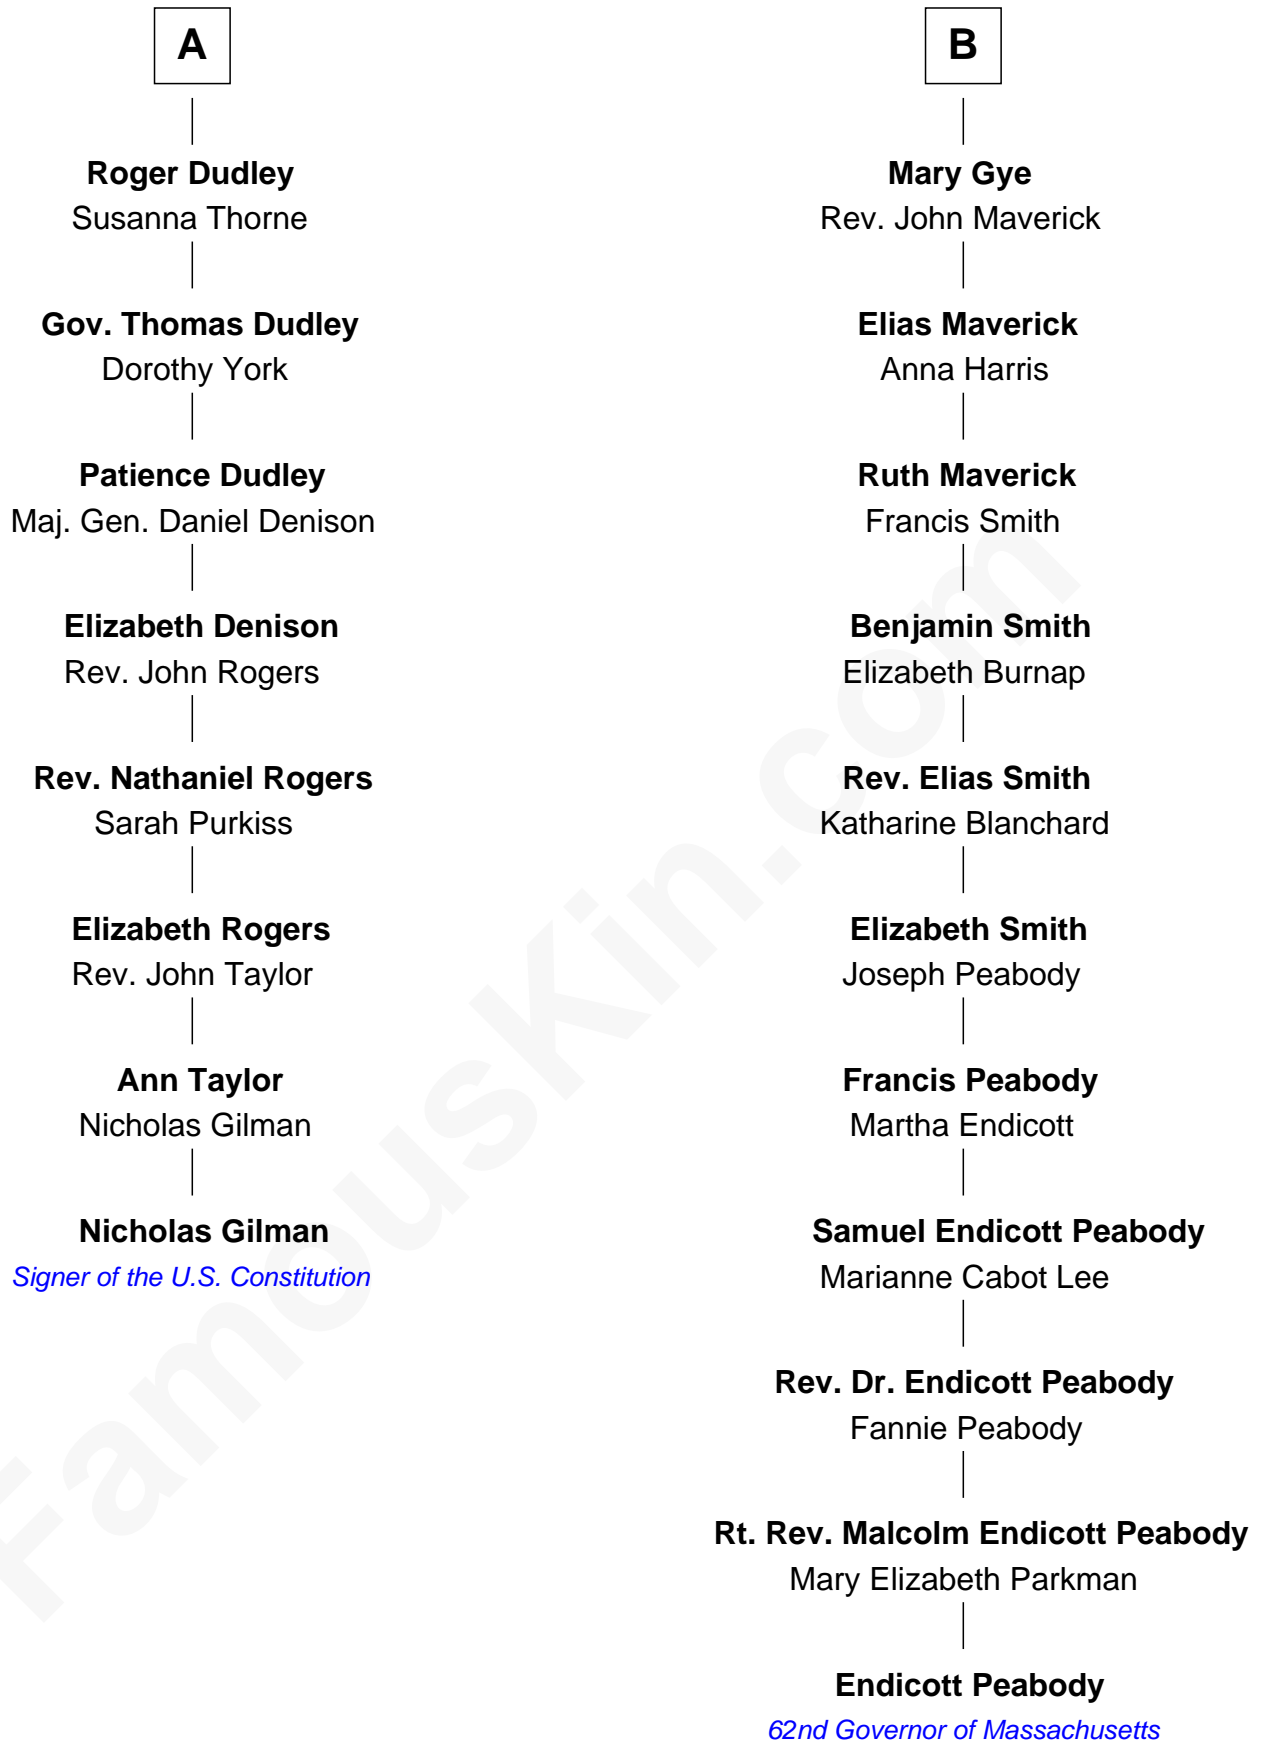 A
Roger Dudley
Susanna Thorne
Gov. Thomas Dudley
Dorothy York
Patience Dudley
Maj. Gen. Daniel Denison
Elizabeth Denison
Rev. John Rogers
Rev. Nathaniel Rogers
Sarah Purkiss
Elizabeth Rogers
Rev. John Taylor
Ann Taylor
Nicholas Gilman
Nicholas Gilman
Signer of the U.S. Constitution
B
Mary Gye
Rev. John Maverick
Elias Maverick
Anna Harris
Ruth Maverick
Francis Smith
Benjamin Smith
Elizabeth Burnap
Rev. Elias Smith
Katharine Blanchard
Elizabeth Smith
Joseph Peabody
Francis Peabody
Martha Endicott
Samuel Endicott Peabody
Marianne Cabot Lee
Rev. Dr. Endicott Peabody
Fannie Peabody
Rt. Rev. Malcolm Endicott Peabody
Mary Elizabeth Parkman
Endicott Peabody
62nd Governor of Massachusetts
FamousKin.com